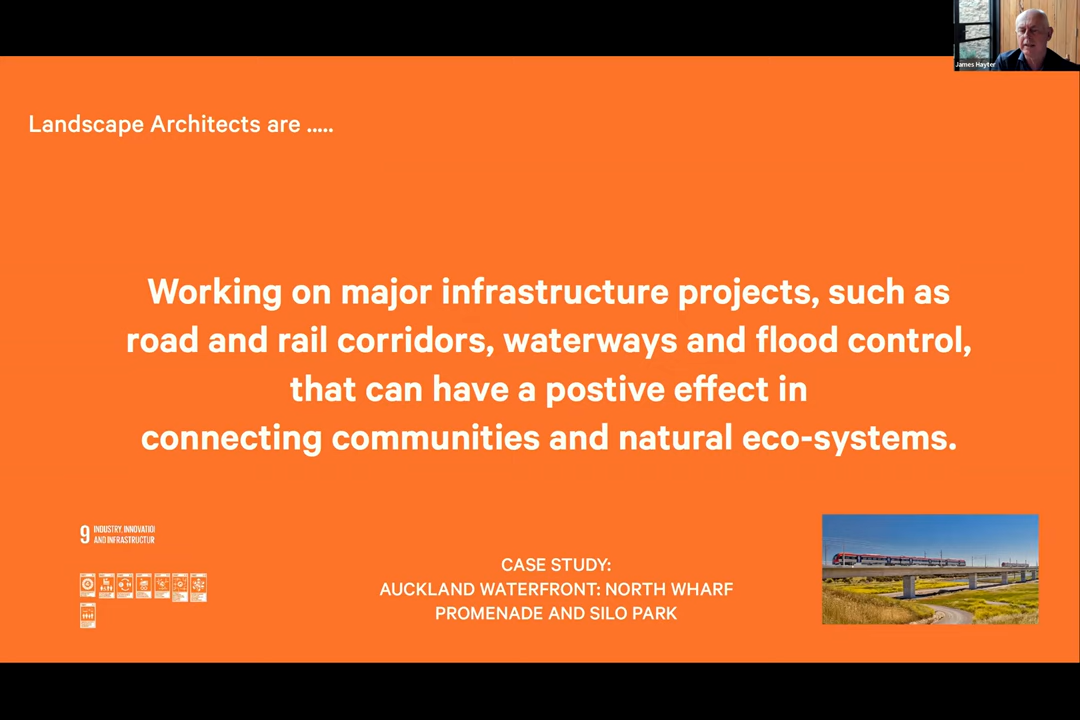 James Hayter
Landscape Architects are .....
Working on major infrastructure projects, such as
road and rail corridors, waterways and flood control,
that can have a postive effect in
connecting communities and natural eco-systems.
9 INDUSTRY, INNOVATIO
AND INFRASTRUCTUR
CASE STUDY:
AUCKLAND WATERFRONT: NORTH WHARF
PROMENADE AND SILO PARK